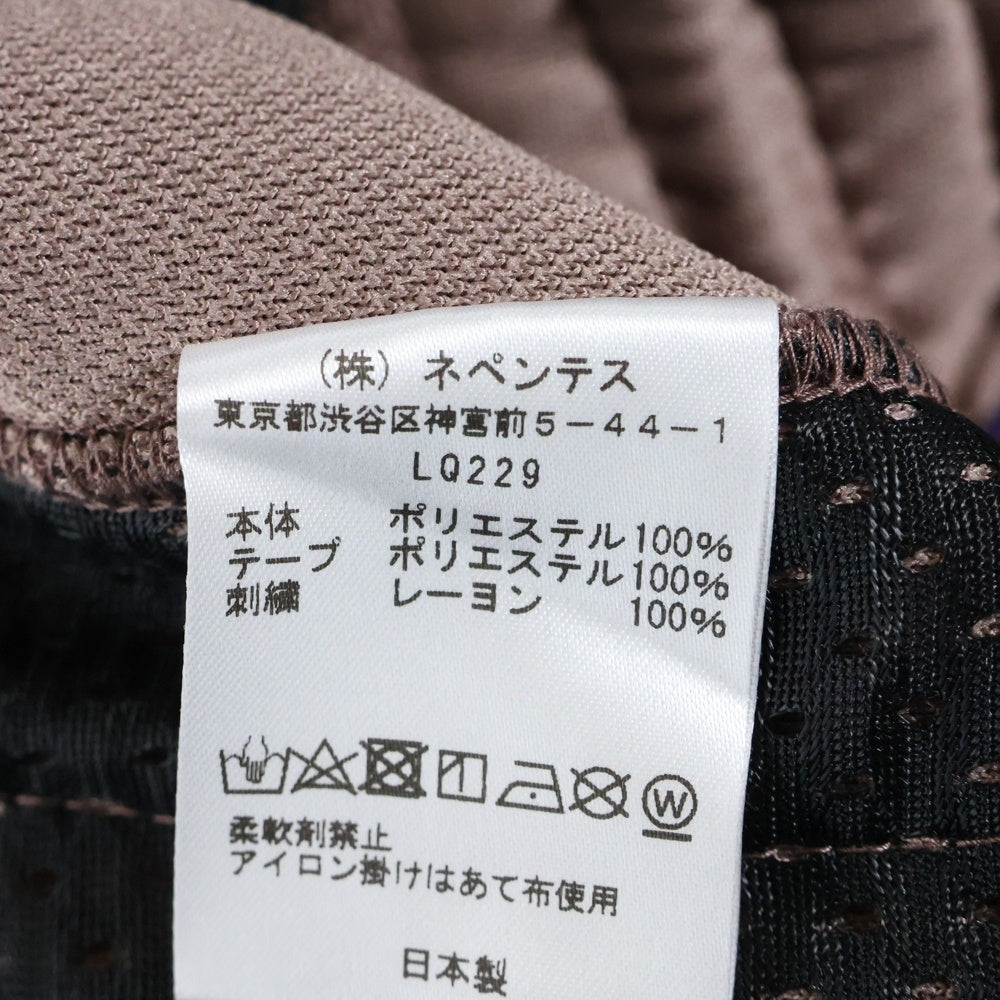 (株) ネペンテス
東京都渋谷区神宮前5-44-1
LQ229
本体 ポリエステル100%
テープ ポリエステル100%
刺繍 レーヨン 100%
W
柔軟剤禁止
アイロン掛けはあて布使用
日本製